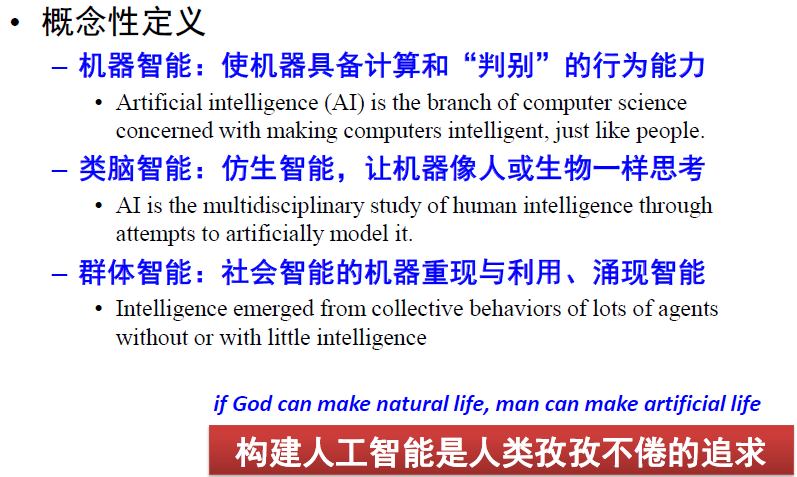 • 概念性定义
– 机器智能：使机器具备计算和“判别”的行为能力
• Artificial intelligence (AI) is the branch of computer science
concerned with making computers intelligent, just like people.
– 类脑智能：仿生智能，让机器像人或生物一样思考
• AI is the multidisciplinary study of human intelligence through
attempts to artificially model it.
– 群体智能：社会智能的机器重现与利用、涌现智能
• Intelligence emerged from collective behaviors of lots of agents
without or with little intelligence
if God can make natural life, man can make artificial life
构建人工智能是人类孜孜不倦的追求